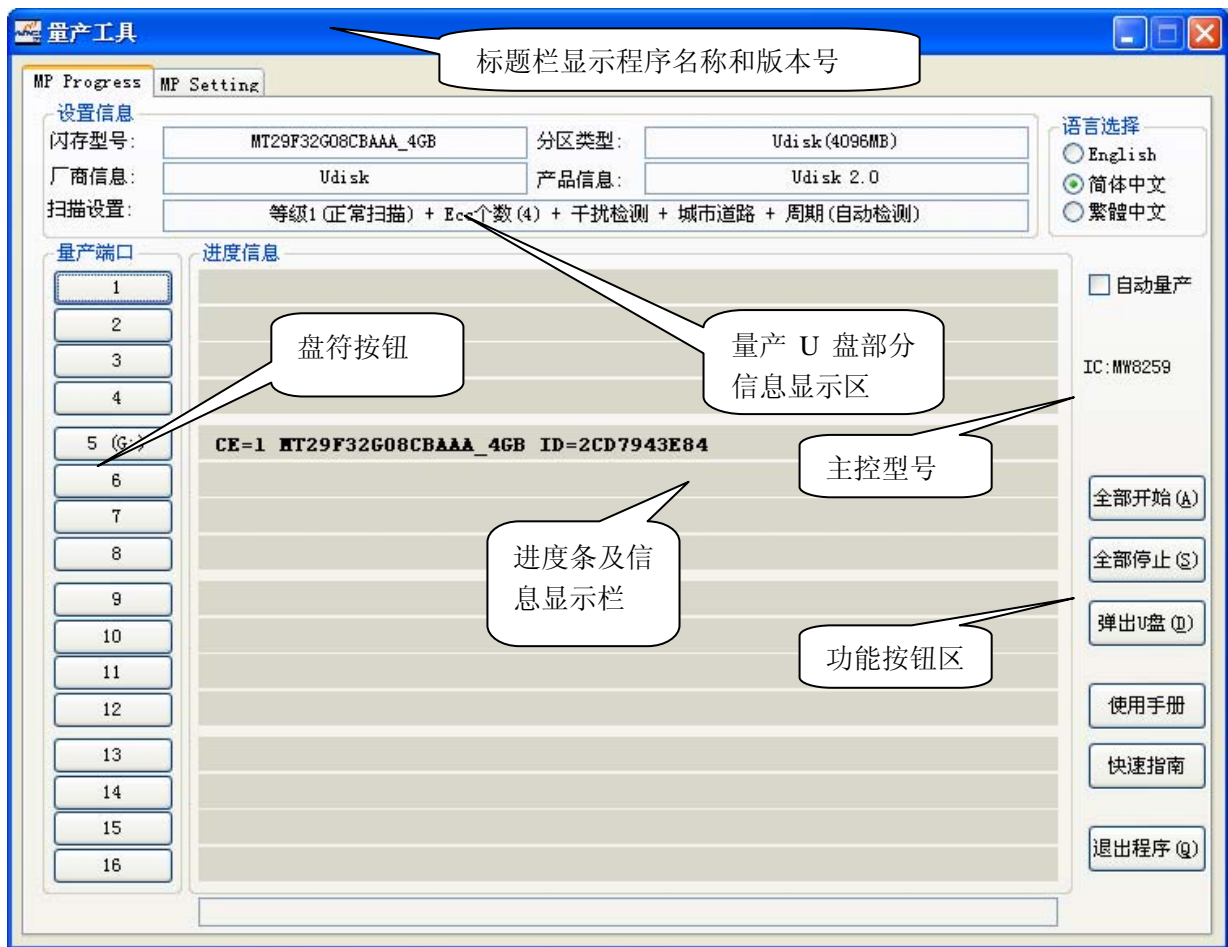 量产工具
标题栏显示程序名称和版本号
MP Progress
MP Setting
设置信息
闪存型号:
MT29F32G08CBAAA_4GB
分区类型:
Udisk(4096MB)
厂商信息:
Udisk
产品信息:
Udisk 2.0
扫描设置:
等级1(正常扫描) + Ecc个数(4) + 干扰检测 + 城市道路 + 周期(自动检测)
语言选择
English
简体中文
繁體中文
量产端口
进度信息
1
2
3
4
5 (G:)
6
7
8
9
10
11
12
13
14
15
16
盘符按钮
量产 U 盘部分
信息显示区
CE=1 MT29F32G08CBAAA_4GB ID=2CD7943E84
主控型号
进度条及信
息显示栏
功能按钮区
自动量产
IC:MW8259
全部开始(A)
全部停止(S)
弹出U盘(D)
使用手册
快速指南
退出程序(Q)